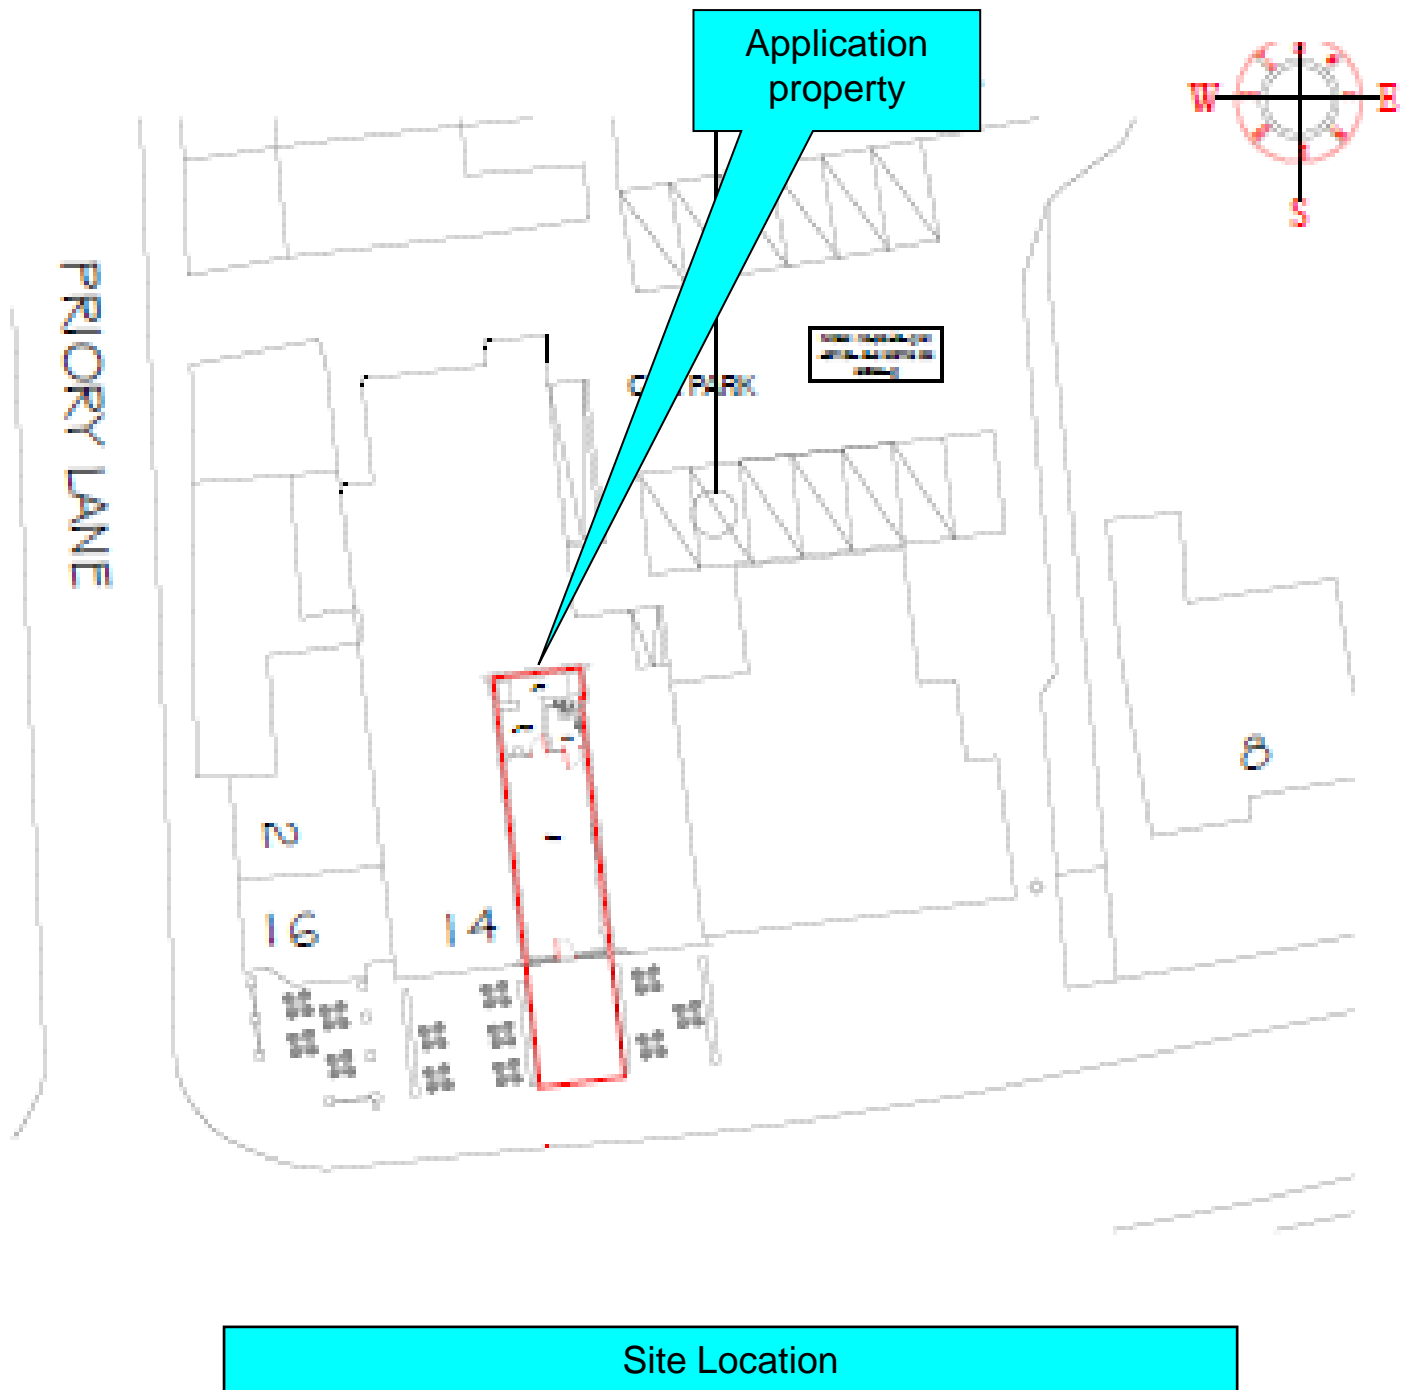 Application
property
W
E
S
PRIORY LANE
PARK
8
2
16
14
Site Location